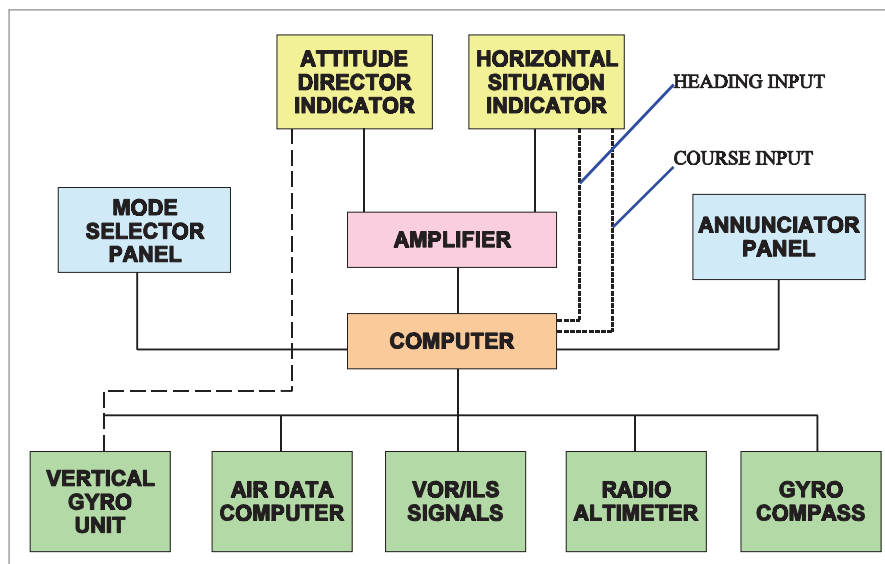 ATTITUDE
DIRECTOR
INDICATOR
HORIZONTAL
SITUATION
INDICATOR
HEADING INPUT
COURSE INPUT
MODE
SELECTOR
PANEL
AMPLIFIER
ANNUNCIATOR
PANEL
COMPUTER
VERTICAL
GYRO
UNIT
AIR DATA
COMPUTER
VOR/ILS
SIGNALS
RADIO
ALTIMETER
GYRO
COMPASS